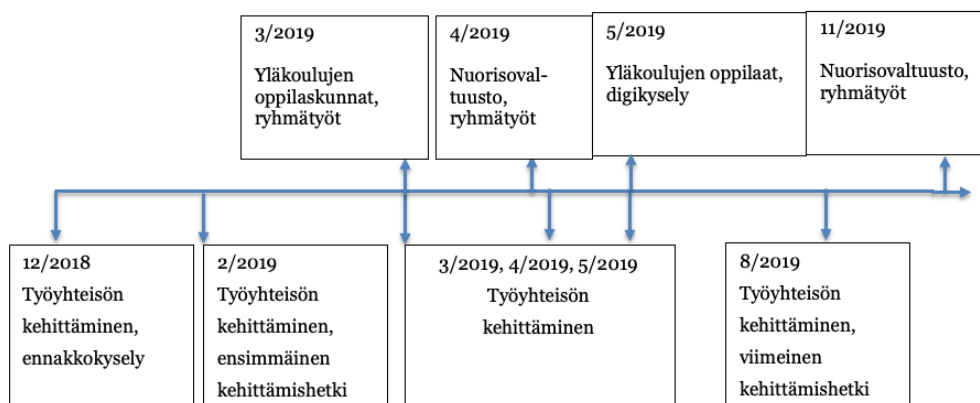 3/2019
Yläkoulujen
oppilaskunnat,
ryhmätyöt
4/2019
Nuorisoval-
tuusto,
ryhmätyöt
5/2019
Yläkoulujen oppilaat,
digikysely
11/2019
Nuorisovaltuusto,
ryhmätyöt
12/2018
Työyhteisön
kehittäminen,
ennakkokysely
2/2019
Työyhteisön
kehittäminen,
ensimmäinen
kehittämishetki
3/2019, 4/2019, 5/2019
Työyhteisön
kehittäminen
8/2019
Työyhteisön
kehittäminen,
viimeinen
kehittämishetki